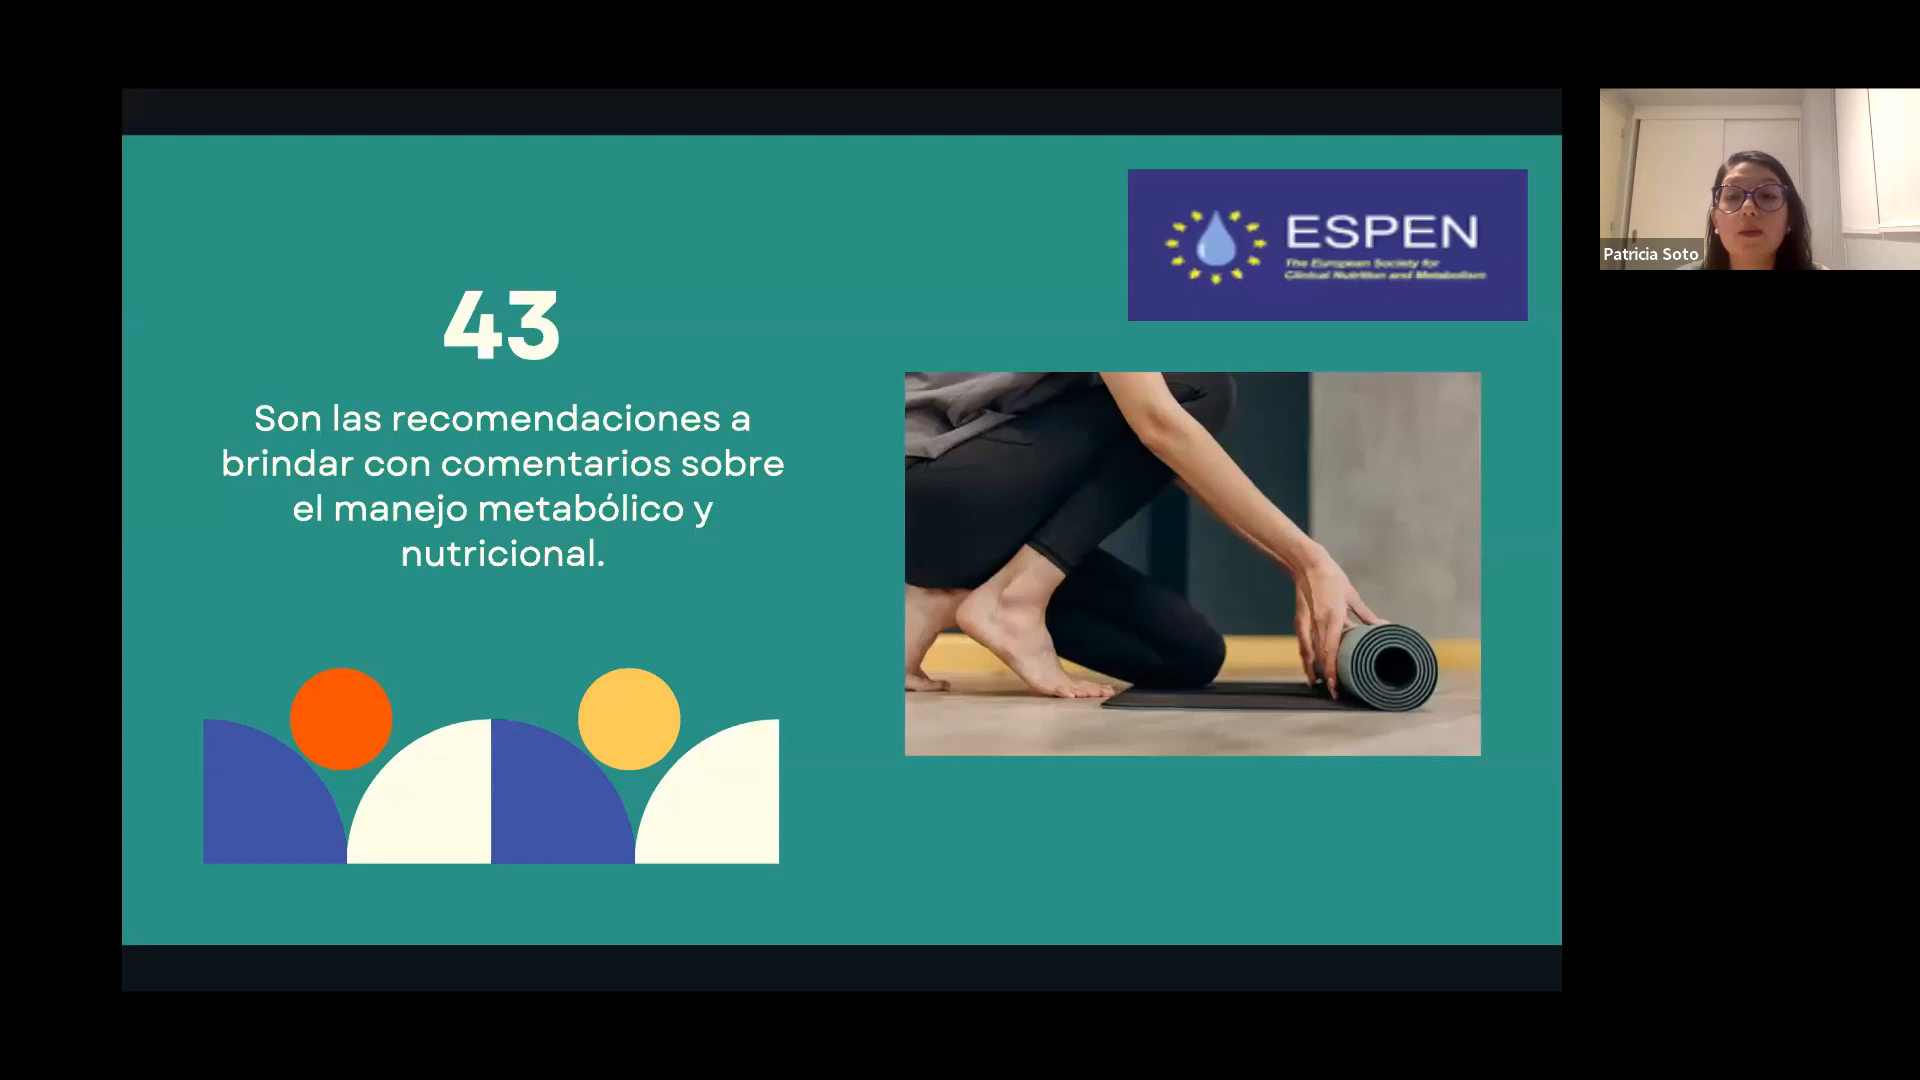 ESPEN
The European Society for
Clinical Nutrition and Metabolism
43
Son las recomendaciones a
brindar con comentarios sobre
el manejo metabólico y
nutricional.
Patricia Soto